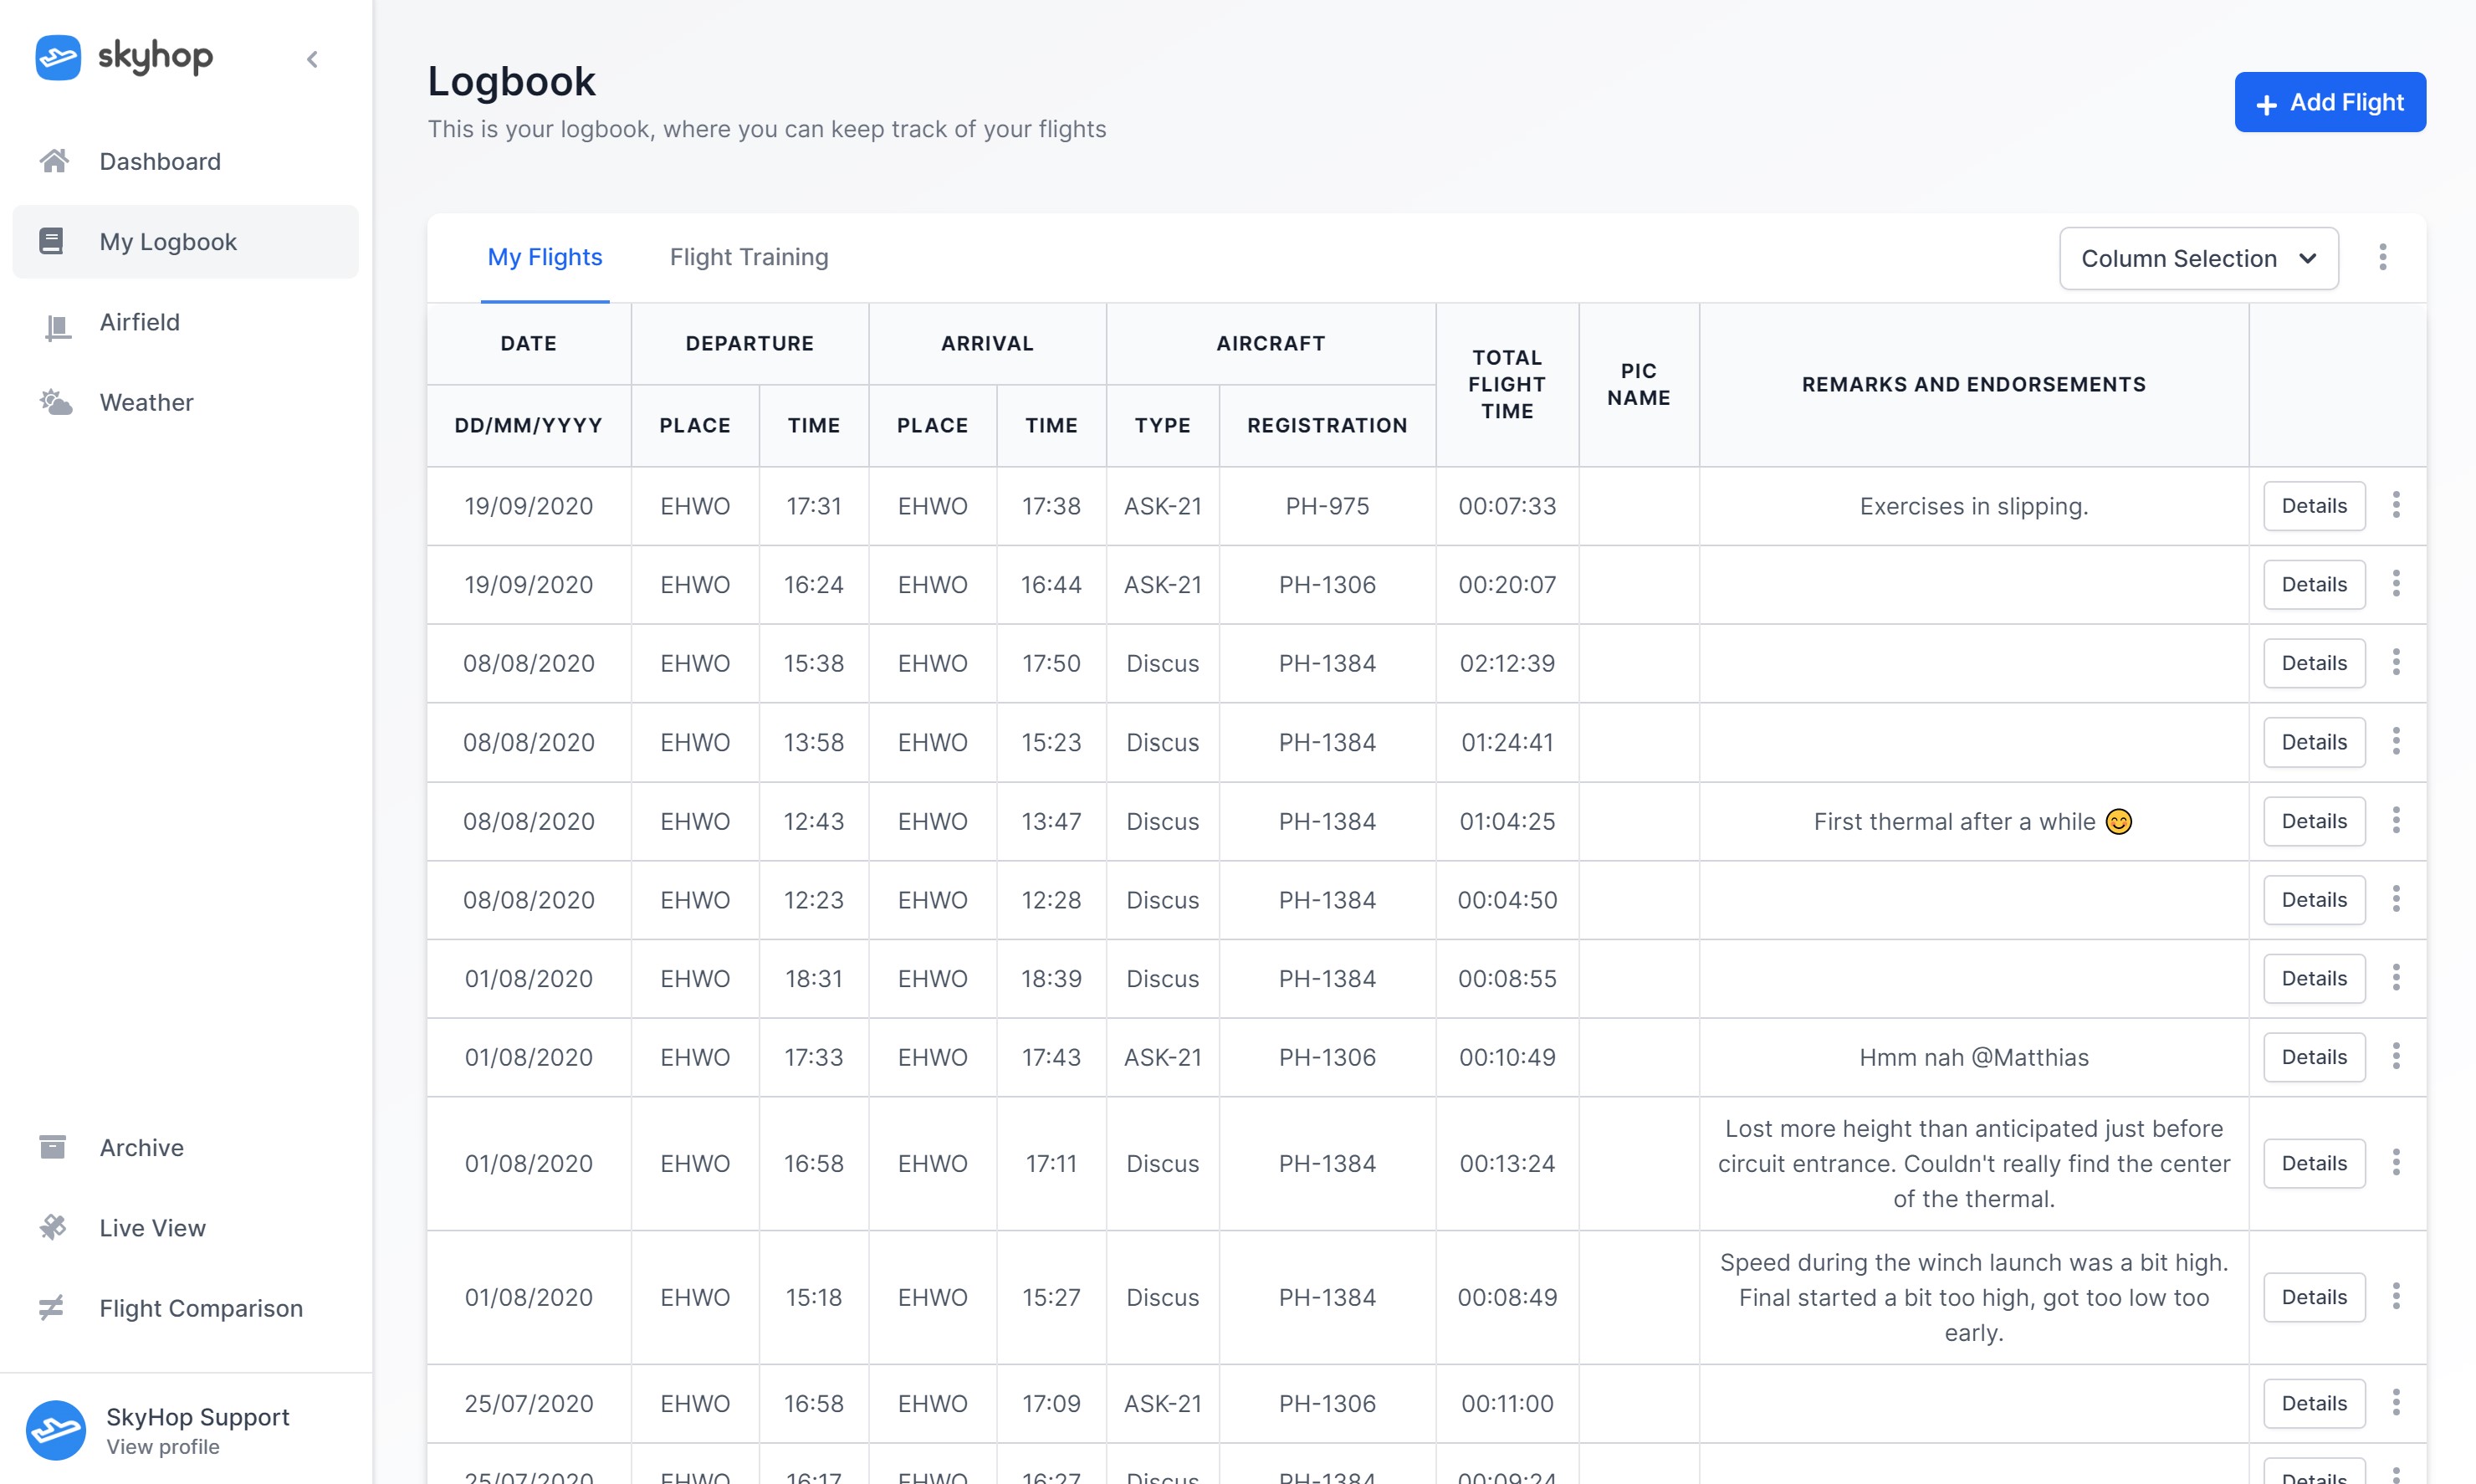 skyhop
Dashboard
My Logbook
Airfield
Weather
Archive
Live View
Flight Comparison
SkyHop Support
View profile
Logbook
This is your logbook, where you can keep track of your flights
+ Add Flight
My Flights Flight Training Column Selection
DATE DEPARTURE ARRIVAL AIRCRAFT TOTAL FLIGHT TIME PIC NAME REMARKS AND ENDORSEMENTS
DD/MM/YYYY PLACE TIME PLACE TIME TYPE REGISTRATION
19/09/2020 EHWO 17:31 EHWO 17:38 ASK-21 PH-975 00:07:33 Exercises in slipping. Details
19/09/2020 EHWO 16:24 EHWO 16:44 ASK-21 PH-1306 00:20:07 Details
08/08/2020 EHWO 15:38 EHWO 17:50 Discus PH-1384 02:12:39 Details
08/08/2020 EHWO 13:58 EHWO 15:23 Discus PH-1384 01:24:41 Details
08/08/2020 EHWO 12:43 EHWO 13:47 Discus PH-1384 01:04:25 First thermal after a while 😊 Details
08/08/2020 EHWO 12:23 EHWO 12:28 Discus PH-1384 00:04:50 Details
01/08/2020 EHWO 18:31 EHWO 18:39 Discus PH-1384 00:08:55 Details
01/08/2020 EHWO 17:33 EHWO 17:43 ASK-21 PH-1306 00:10:49 Hmm nah @Matthias Details
01/08/2020 EHWO 16:58 EHWO 17:11 Discus PH-1384 00:13:24 Lost more height than anticipated just before
circuit entrance. Couldn't really find the center
of the thermal. Details
01/08/2020 EHWO 15:18 EHWO 15:27 Discus PH-1384 00:08:49 Speed during the winch launch was a bit high.
Final started a bit too high, got too low too
early. Details
25/07/2020 EHWO 16:58 EHWO 17:09 ASK-21 PH-1306 00:11:00 Details
25/07/2020 EHWO 16:17 EHWO 16:27 Discus PH-1384 00:09:24 Details